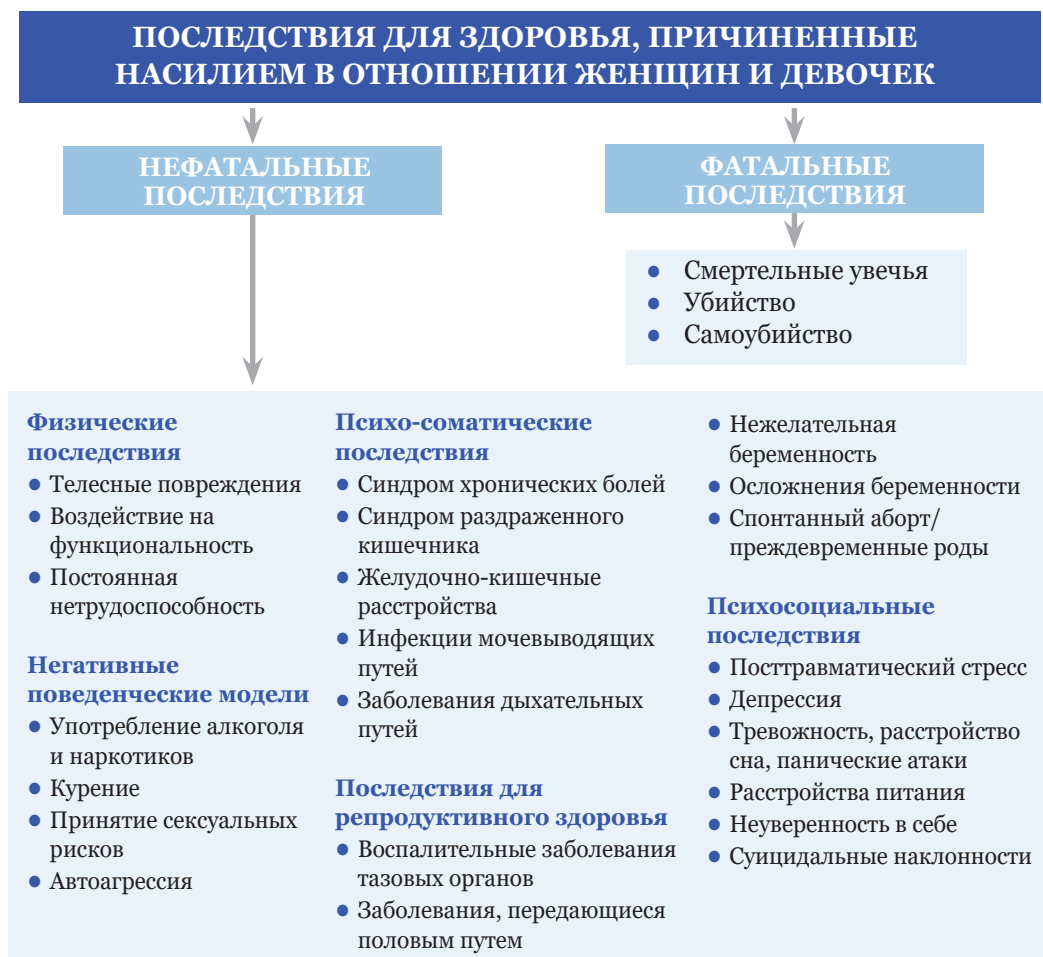 ПОСЛЕДСТВИЯ ДЛЯ ЗДОРОВЬЯ, ПРИЧИНЕННЫЕ
НАСИЛИЕМ В ОТНОШЕНИИ ЖЕНЩИН И ДЕВОЧЕК
НЕФАТАЛЬНЫЕ
ПОСЛЕДСТВИЯ
ФАТАЛЬНЫЕ
ПОСЛЕДСТВИЯ
● Смертельные увечья
● Убийство
● Самоубийство
Физические
последствия
● Телесные повреждения
● Воздействие на
функциональность
● Постоянная
нетрудоспособность
Негативные
поведенческие модели
● Употребление алкоголя
и наркотиков
● Курение
● Принятие сексуальных
рисков
● Автоагрессия
Психо-соматические
последствия
● Синдром хронических болей
● Синдром раздраженного
кишечника
● Желудочно-кишечные
расстройства
● Инфекции мочевыводящих
путей
● Заболевания дыхательных
путей
Последствия для
репродуктивного здоровья
● Воспалительные заболевания
тазовых органов
● Заболевания, передающиеся
половым путем
● Нежелательная
беременность
● Осложнения беременности
● Спонтанный аборт/
преждевременные роды
Психосоциальные
последствия
● Посттравматический стресс
● Депрессия
● Тревожность, расстройство
сна, панические атаки
● Расстройства питания
● Неуверенность в себе
● Суицидальные наклонности